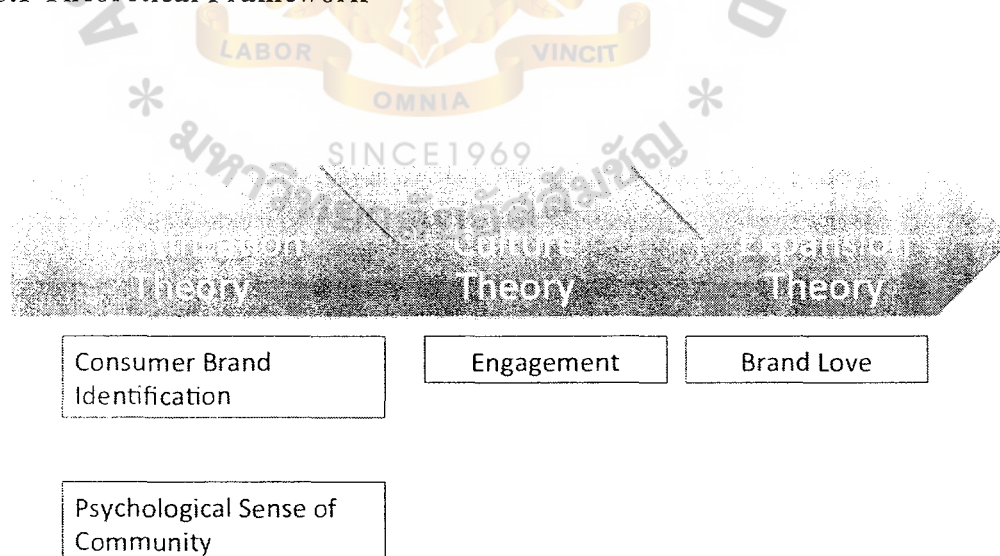 Theoretical Framework
LABOR
VINCIT
OMNIA
SINCE1969
Culture
Expansion
Theory
Theory
Theory
Consumer Brand
Identification
Engagement
Brand Love
Psychological Sense of
Community